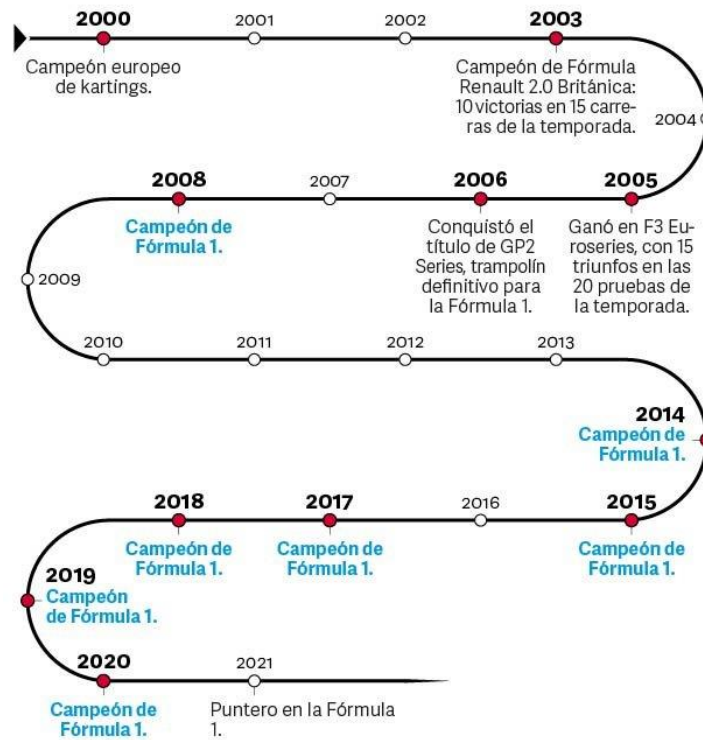 2000
2001
2002
2003
Campeón europeo
de kartings.
Campeón de Fórmula
Renault 2.0 Británica:
10 victorias en 15 carre-
ras de la temporada.
2004
2005
Ganó en F3 Eu-
roseries, con 15
triunfos en las
20 pruebas de
la temporada.
2006
Conquistó el
título de GP2
Series, trampolín
definitivo para
la Fórmula 1.
2007
2008
Campeón de
Fórmula 1.
2009
2010
2011
2012
2013
2014
Campeón de
Fórmula 1.
2015
Campeón de
Fórmula 1.
2016
2017
Campeón de
Fórmula 1.
2018
Campeón de
Fórmula 1.
2019
Campeón
de Fórmula 1.
2020
Campeón de
Fórmula 1.
2021
Puntero en la Fórmula
1.